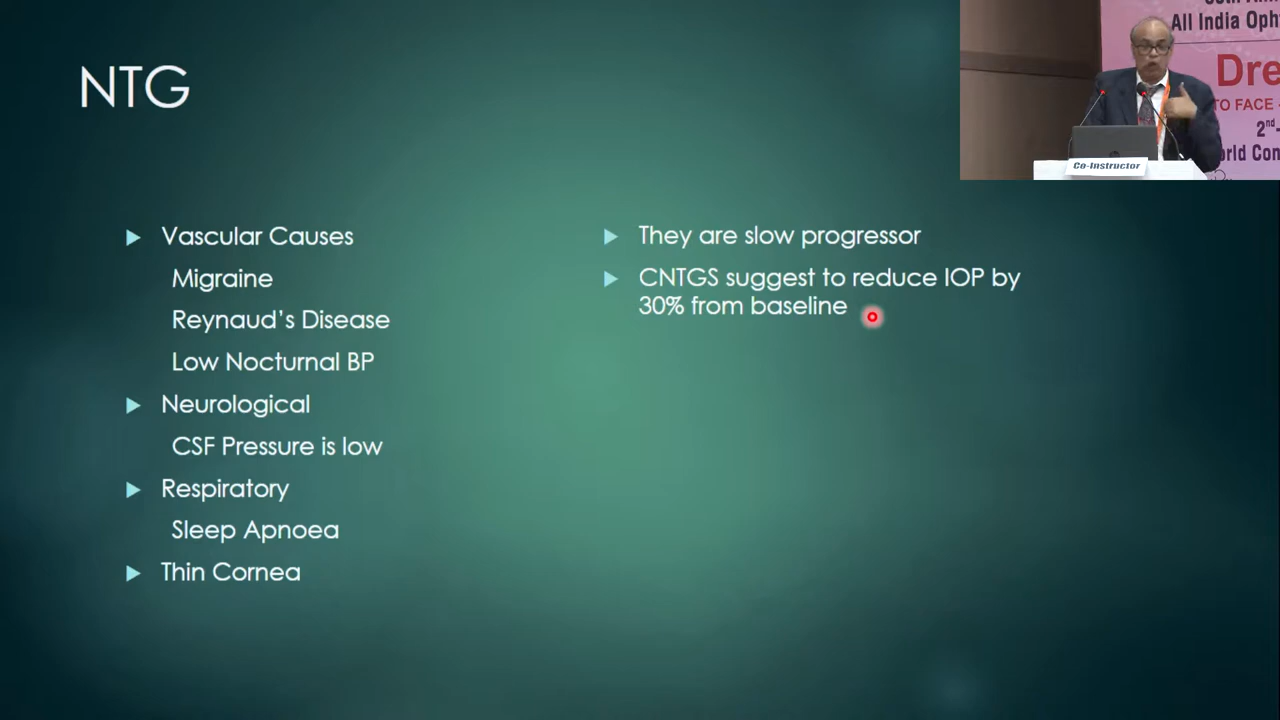 NTG
Vascular Causes
Migraine
Reynaud's Disease
Low Nocturnal BP
Neurological
CSF Pressure is low
Respiratory
Sleep Apnoea
Thin Cornea
They are slow progressor
CNTGS suggest to reduce IOP by
30% from baseline
All India Oph
Dre
TO FACE
2nd
Co-Instructor